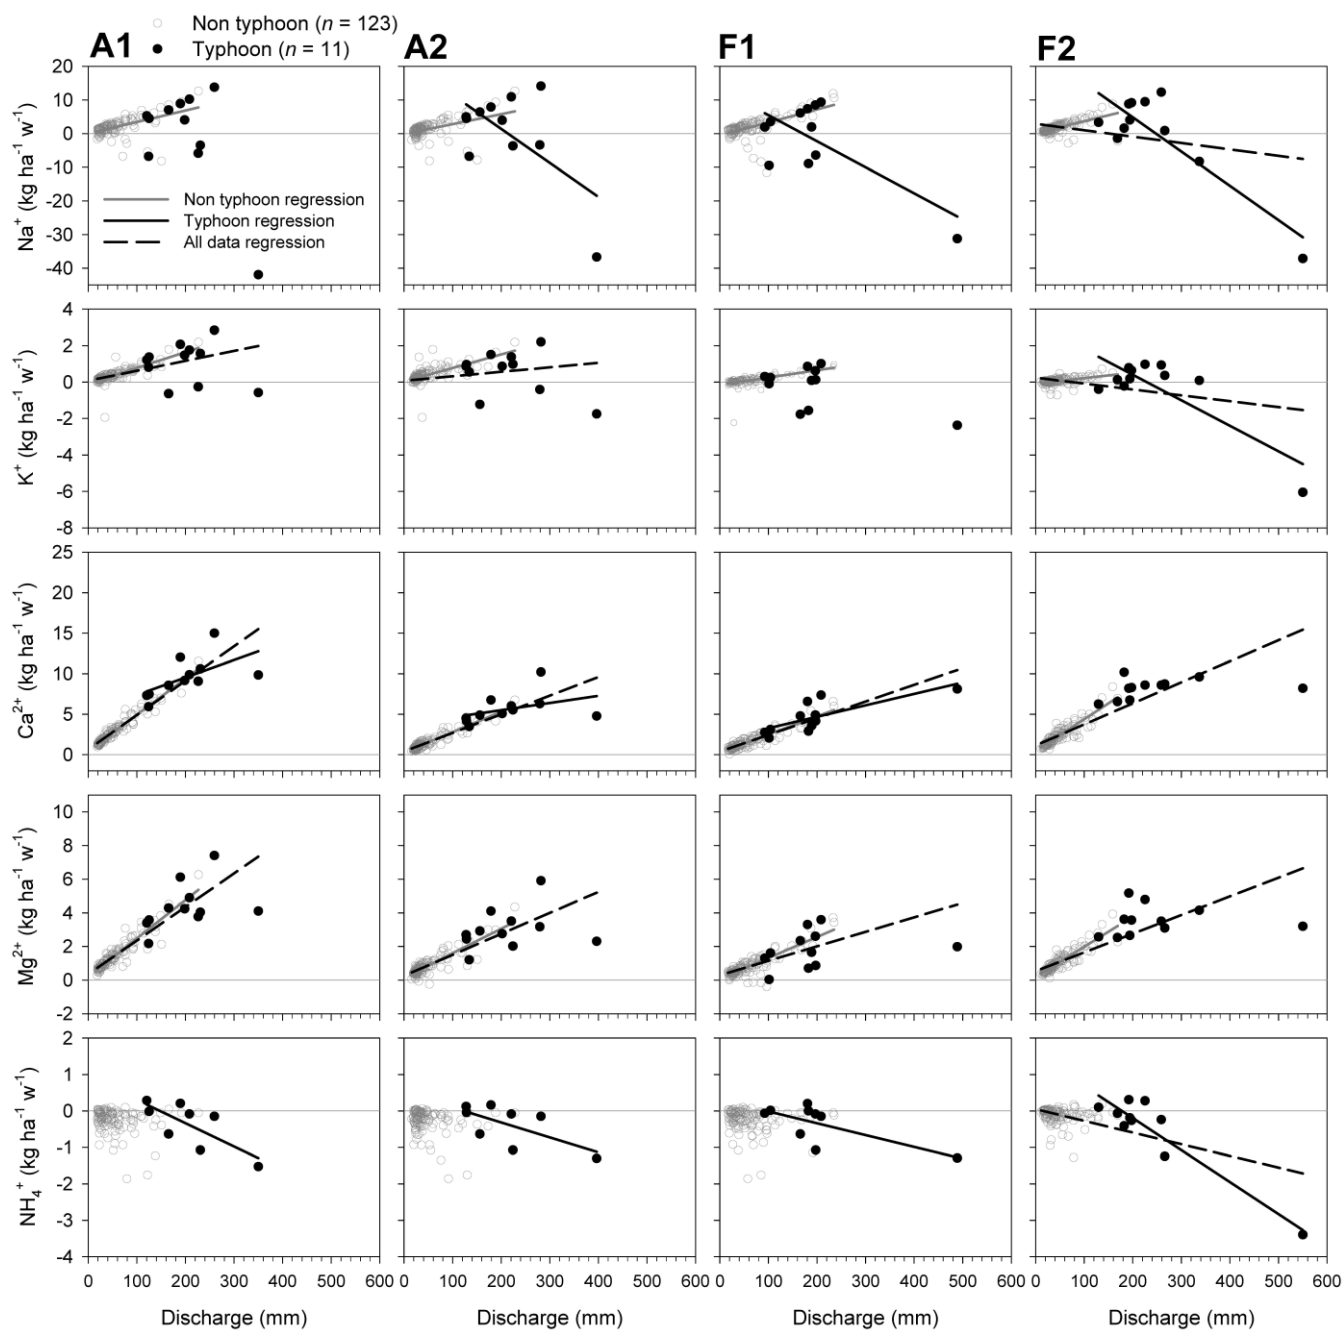 A1 A2 F1 F2
Non typhoon (n = 123)
Typhoon (n = 11)
20
10
0
-10
-20
-30
-40
Na⁺ (kg ha⁻¹ w⁻¹)
Non typhoon regression
Typhoon regression
All data regression
4
2
0
-2
-4
-6
-8
K⁺ (kg ha⁻¹ w⁻¹)
25
20
15
10
5
0
Ca²⁺ (kg ha⁻¹ w⁻¹)
10
8
6
4
2
0
-2
Mg²⁺ (kg ha⁻¹ w⁻¹)
2
1
0
-1
-2
-3
-4
NH₄⁺ (kg ha⁻¹ w⁻¹)
0 100 200 300 400 500 600 0 100 200 300 400 500 600 0 100 200 300 400 500 600 0 100 200 300 400 500 600
Discharge (mm) Discharge (mm) Discharge (mm) Discharge (mm)